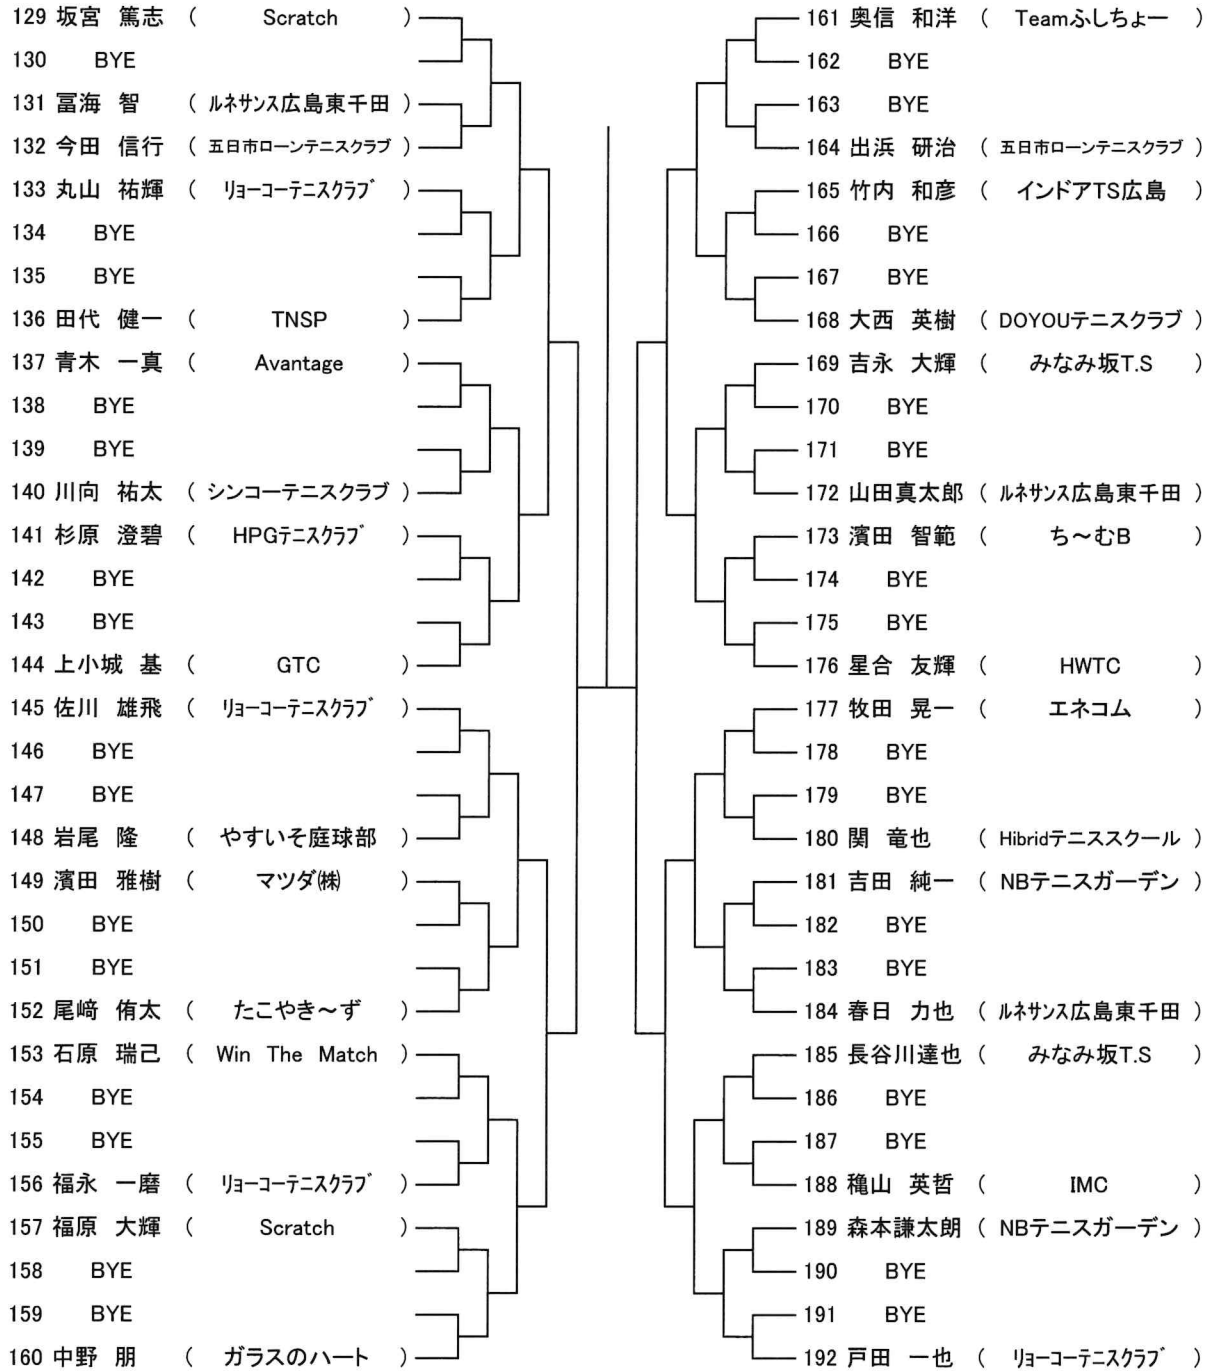 129 坂宮 篤志 ( Scratch )
130 BYE
131 冨海 智 ( ルネサンス広島東千田 )
132 今田 信行 ( 五日市ローンテニスクラブ )
133 丸山 祐輝 ( リョーコーテニスクラブ )
134 BYE
135 BYE
136 田代 健一 ( TNSP )
137 青木 一真 ( Avantage )
138 BYE
139 BYE
140 川向 祐太 ( シンコーテニスクラブ )
141 杉原 澄碧 ( HPGテニスクラブ )
142 BYE
143 BYE
144 上小城 基 ( GTC )
145 佐川 雄飛 ( リョーコーテニスクラブ )
146 BYE
147 BYE
148 岩尾 隆 ( やすいそ庭球部 )
149 濱田 雅樹 ( マツダ㈱ )
150 BYE
151 BYE
152 尾﨑 侑太 ( たこやき～ず )
153 石原 瑞己 ( Win The Match )
154 BYE
155 BYE
156 福永 一磨 ( リョーコーテニスクラブ )
157 福原 大輝 ( Scratch )
158 BYE
159 BYE
160 中野 朋 ( ガラスのハート )
161 奥信 和洋 ( Teamふしちょー )
162 BYE
163 BYE
164 出浜 研治 ( 五日市ローンテニスクラブ )
165 竹内 和彦 ( インドアTS広島 )
166 BYE
167 BYE
168 大西 英樹 ( DOYOUテニスクラブ )
169 吉永 大輝 ( みなみ坂T.S )
170 BYE
171 BYE
172 山田真太郎 ( ルネサンス広島東千田 )
173 濱田 智範 ( ち～むB )
174 BYE
175 BYE
176 星合 友輝 ( HWTC )
177 牧田 晃一 ( エネコム )
178 BYE
179 BYE
180 関 竜也 ( Hibridテニススクール )
181 吉田 純一 ( NBテニスガーデン )
182 BYE
183 BYE
184 春日 力也 ( ルネサンス広島東千田 )
185 長谷川達也 ( みなみ坂T.S )
186 BYE
187 BYE
188 穐山 英哲 ( IMC )
189 森本謙太朗 ( NBテニスガーデン )
190 BYE
191 BYE
192 戸田 一也 ( リョーコーテニスクラブ )